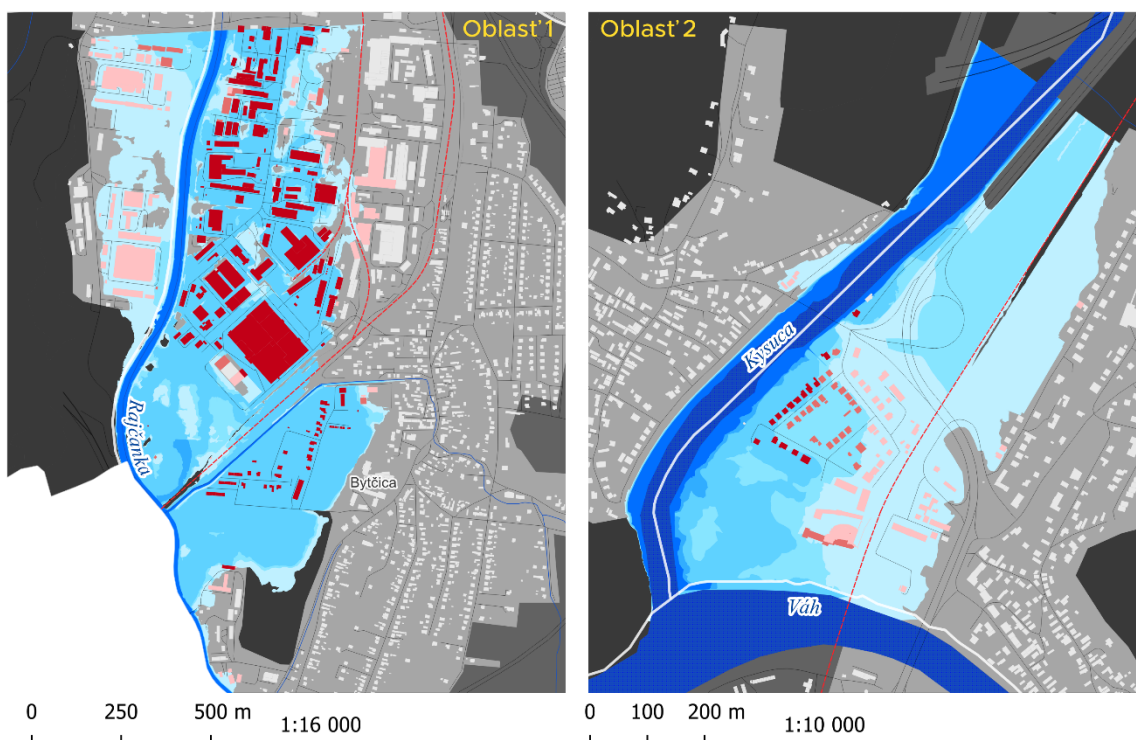 Oblasť 1
Rajčanka
Bytčica
0 250 500 m
1:16 000
Oblasť 2
Kysuca
Váh
0 100 200 m
1:10 000